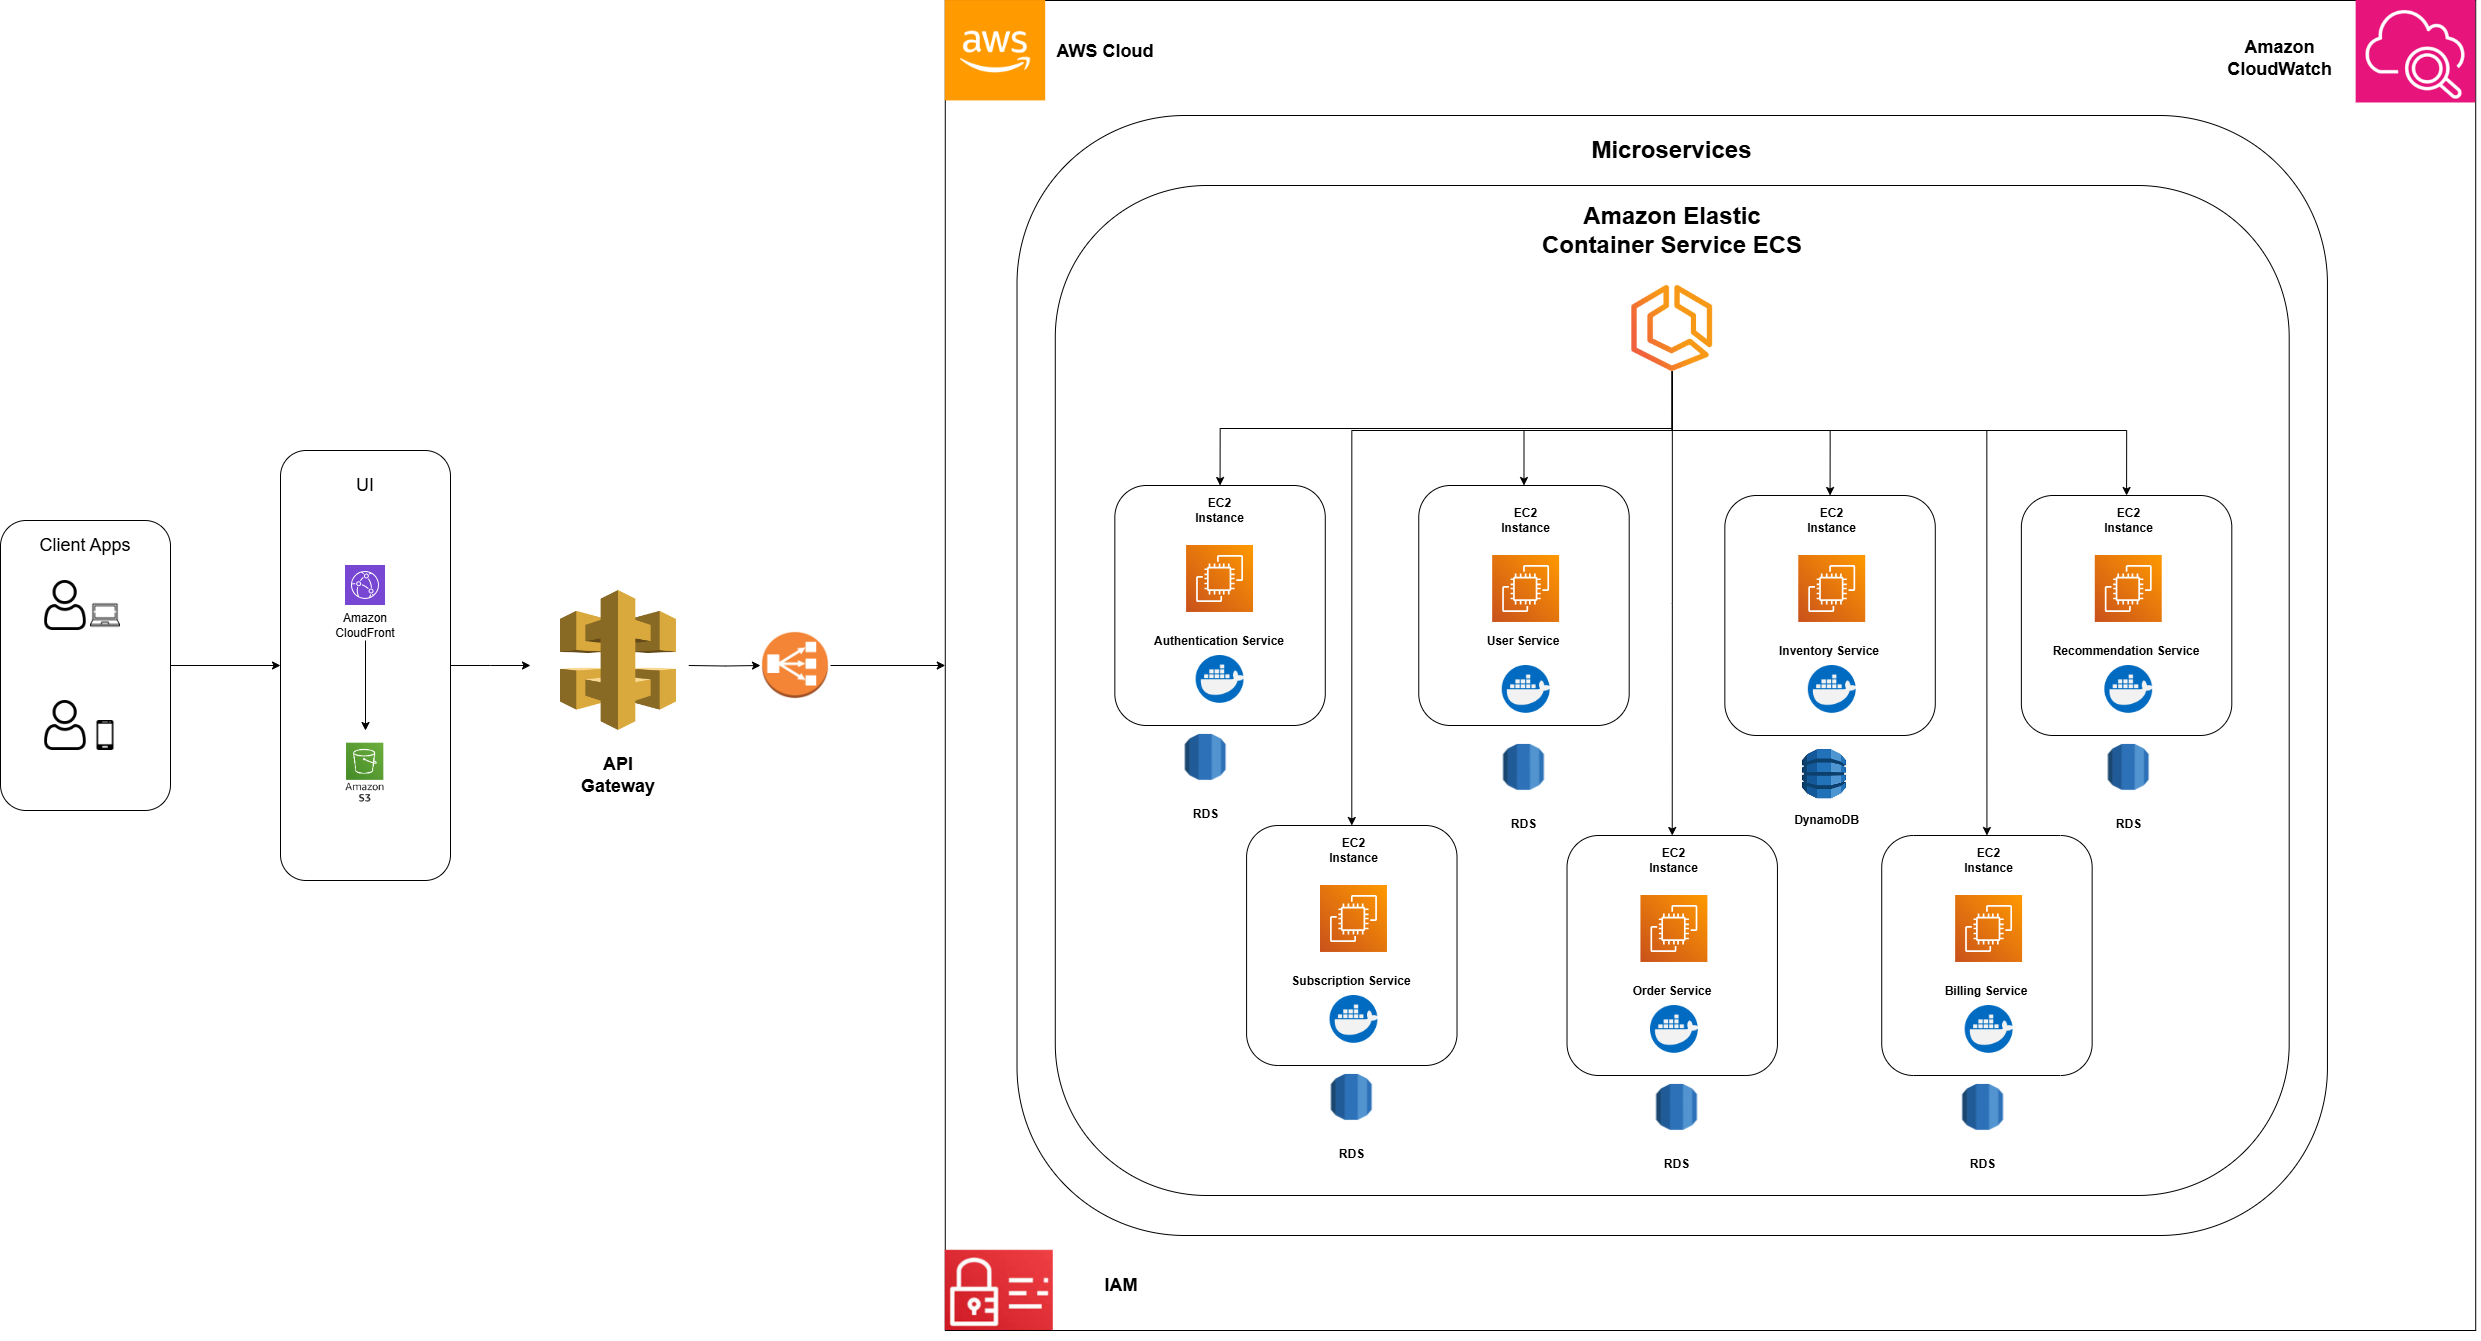 aws
AWS Cloud
Amazon
CloudWatch
Microservices
Amazon Elastic
Container Service ECS
Client Apps
UI
Amazon
CloudFront
Amazon
S3
API
Gateway
EC2
Instance
Authentication Service
RDS
EC2
Instance
User Service
RDS
EC2
Instance
Inventory Service
DynamoDB
EC2
Instance
Recommendation Service
RDS
EC2
Instance
Subscription Service
RDS
EC2
Instance
Order Service
RDS
EC2
Instance
Billing Service
RDS
IAM